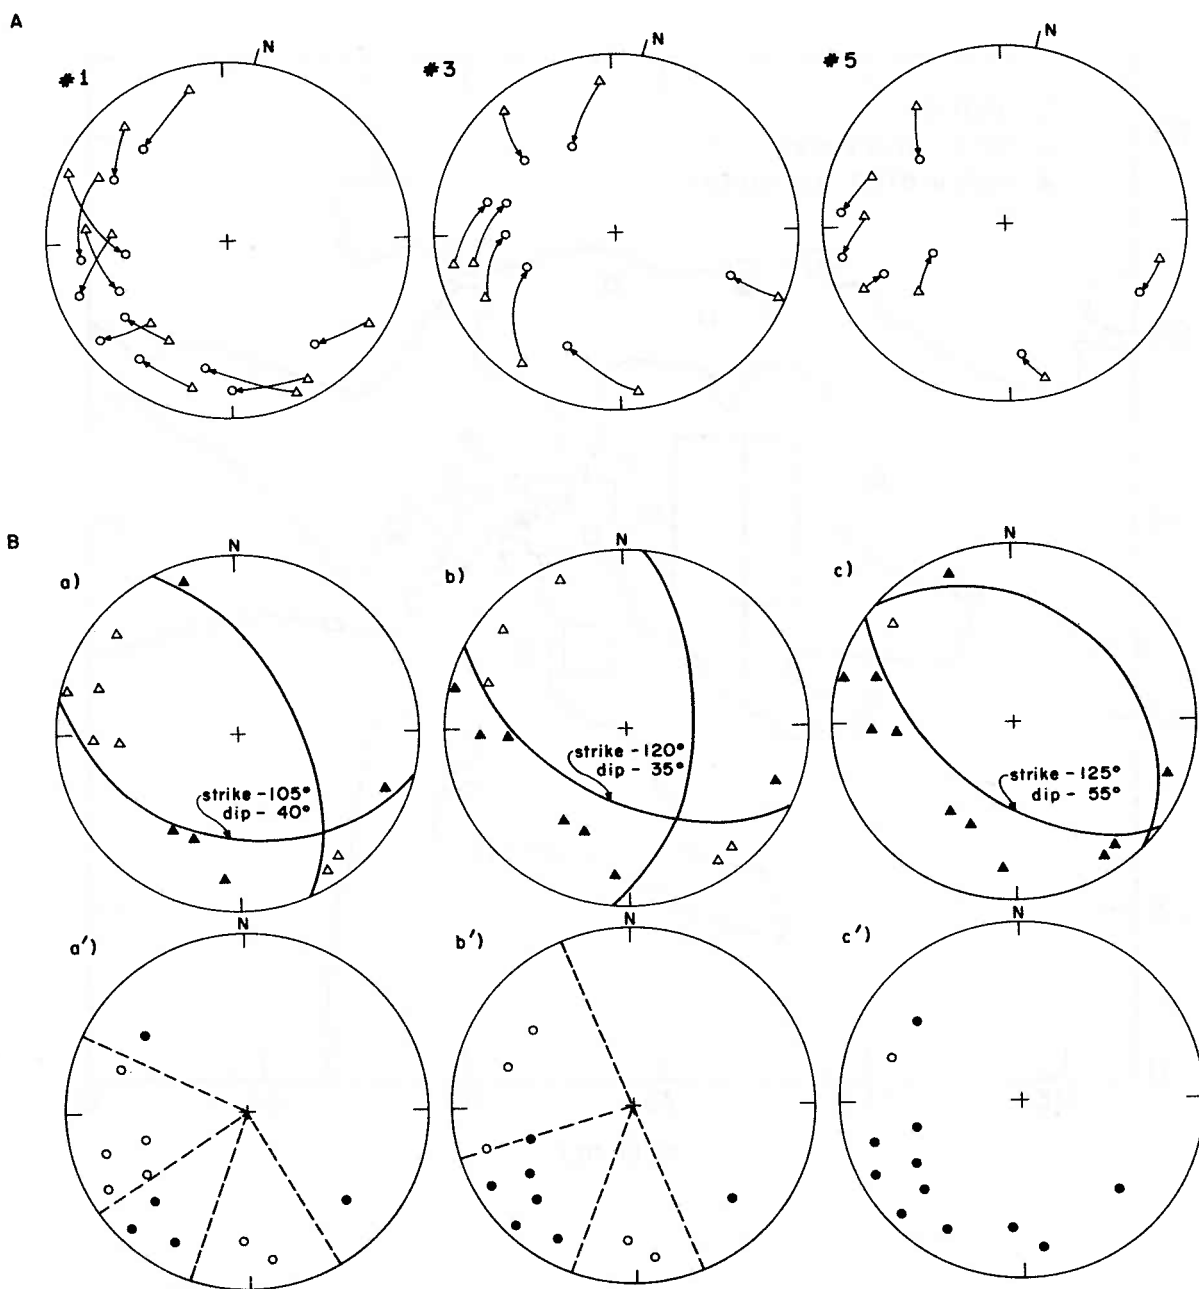 A
#1
N
#3
N
#5
N
B
a)
N
strike -105°
dip - 40°
b)
N
strike -120°
dip - 35°
c)
N
strike -125°
dip - 55°
a')
N
b')
N
c')
N